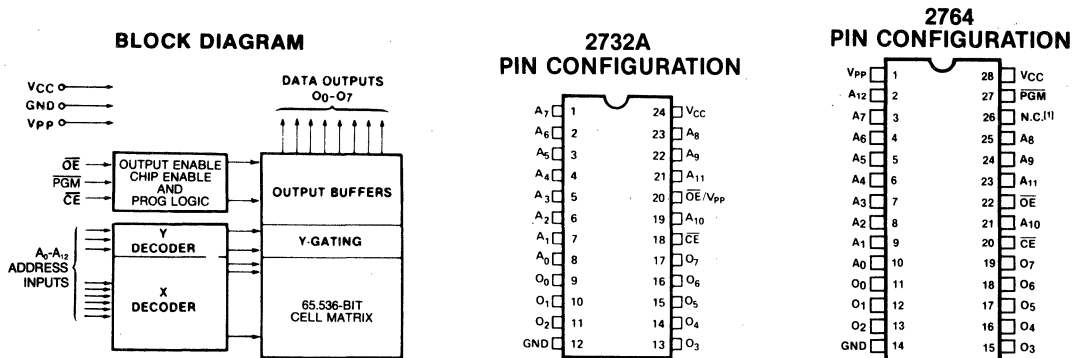 BLOCK DIAGRAM
VCC
GND
VPP
DATA OUTPUTS
O0-O7
OE
PGM
CE
OUTPUT ENABLE
CHIP ENABLE
AND
PROG LOGIC
OUTPUT BUFFERS
A0-A12
ADDRESS
INPUTS
Y
DECODER
Y-GATING
X
DECODER
65.536-BIT
CELL MATRIX
2732A
PIN CONFIGURATION
A7 1 24 VCC
A6 2 23 A8
A5 3 22 A9
A4 4 21 A11
A3 5 20 OE/VPP
A2 6 19 A10
A1 7 18 CE
A0 8 17 O7
O0 9 16 O6
O1 10 15 O5
O2 11 14 O4
GND 12 13 O3
2764
PIN CONFIGURATION
VPP 1 28 VCC
A12 2 27 PGM
A7 3 26 N.C.[1]
A6 4 25 A8
A5 5 24 A9
A4 6 23 A11
A3 7 22 OE
A2 8 21 A10
A1 9 20 CE
A0 10 19 O7
O0 11 18 O6
O1 12 17 O5
O2 13 16 O4
GND 14 15 O3